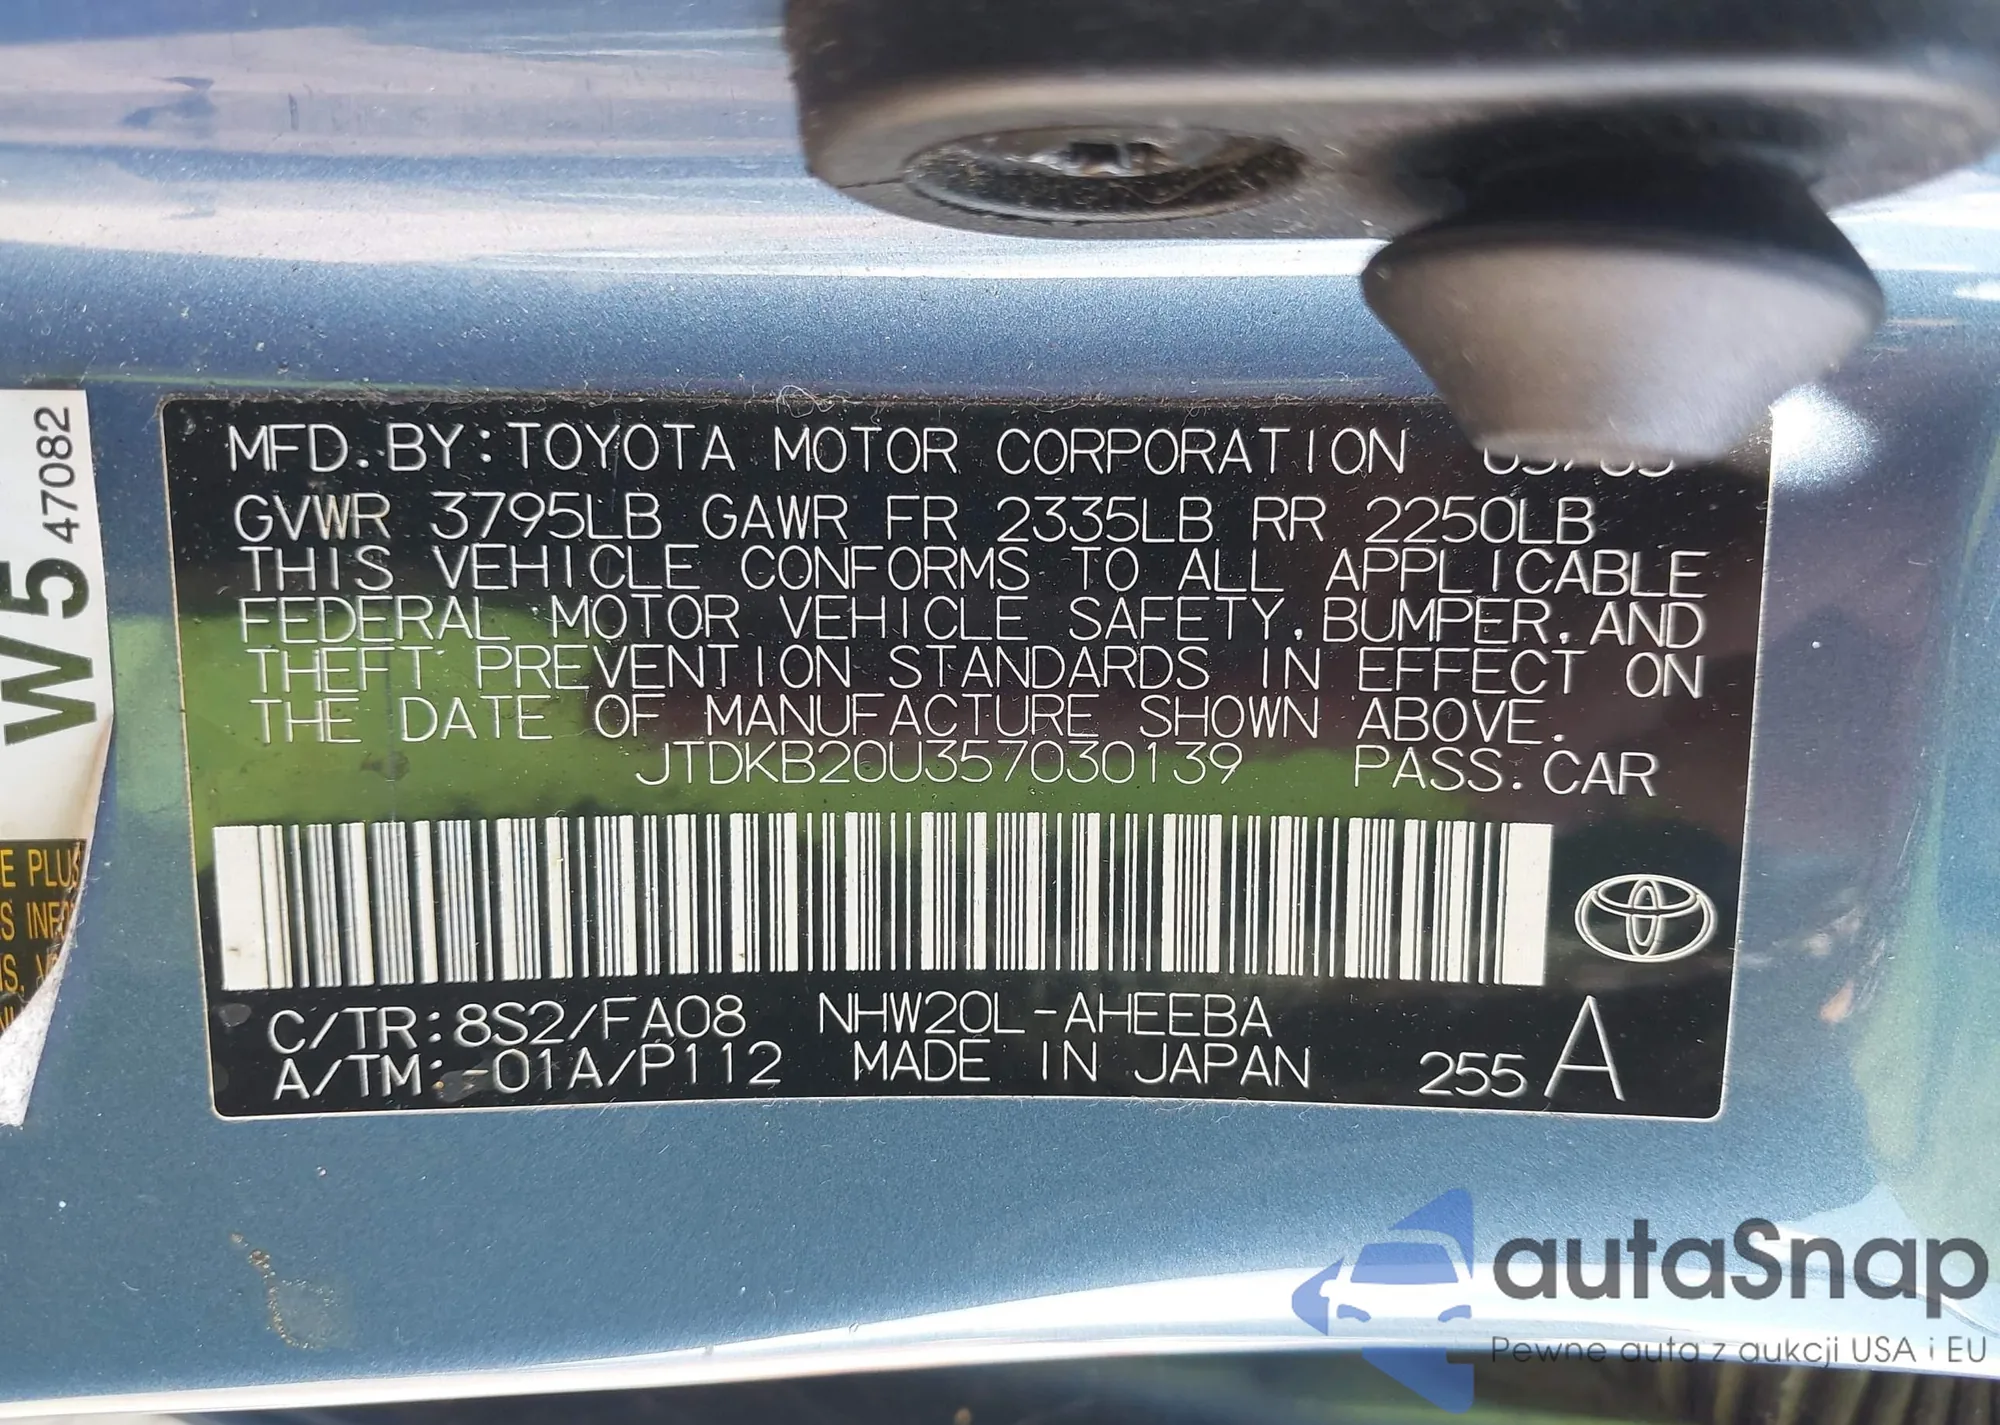 MFD. BY: TOYOTA MOTOR CORPORATION
GVWR 3795LB GAWR FR 2335LB RR 2250LB
THIS VEHICLE CONFORMS TO ALL APPLICABLE
FEDERAL MOTOR VEHICLE SAFETY, BUMPER, AND
THEFT PREVENTION STANDARDS IN EFFECT ON
THE DATE OF MANUFACTURE SHOWN ABOVE.
JTDKB20U357030139 PASS. CAR
C/TR: 8S2/FA08 NHW20L-AHEEBA
A/TM: -01A/P112 MADE IN JAPAN 255 A
W5 47082
E PLUS
autaSnap
Pewne auta z aukcji USA i EU